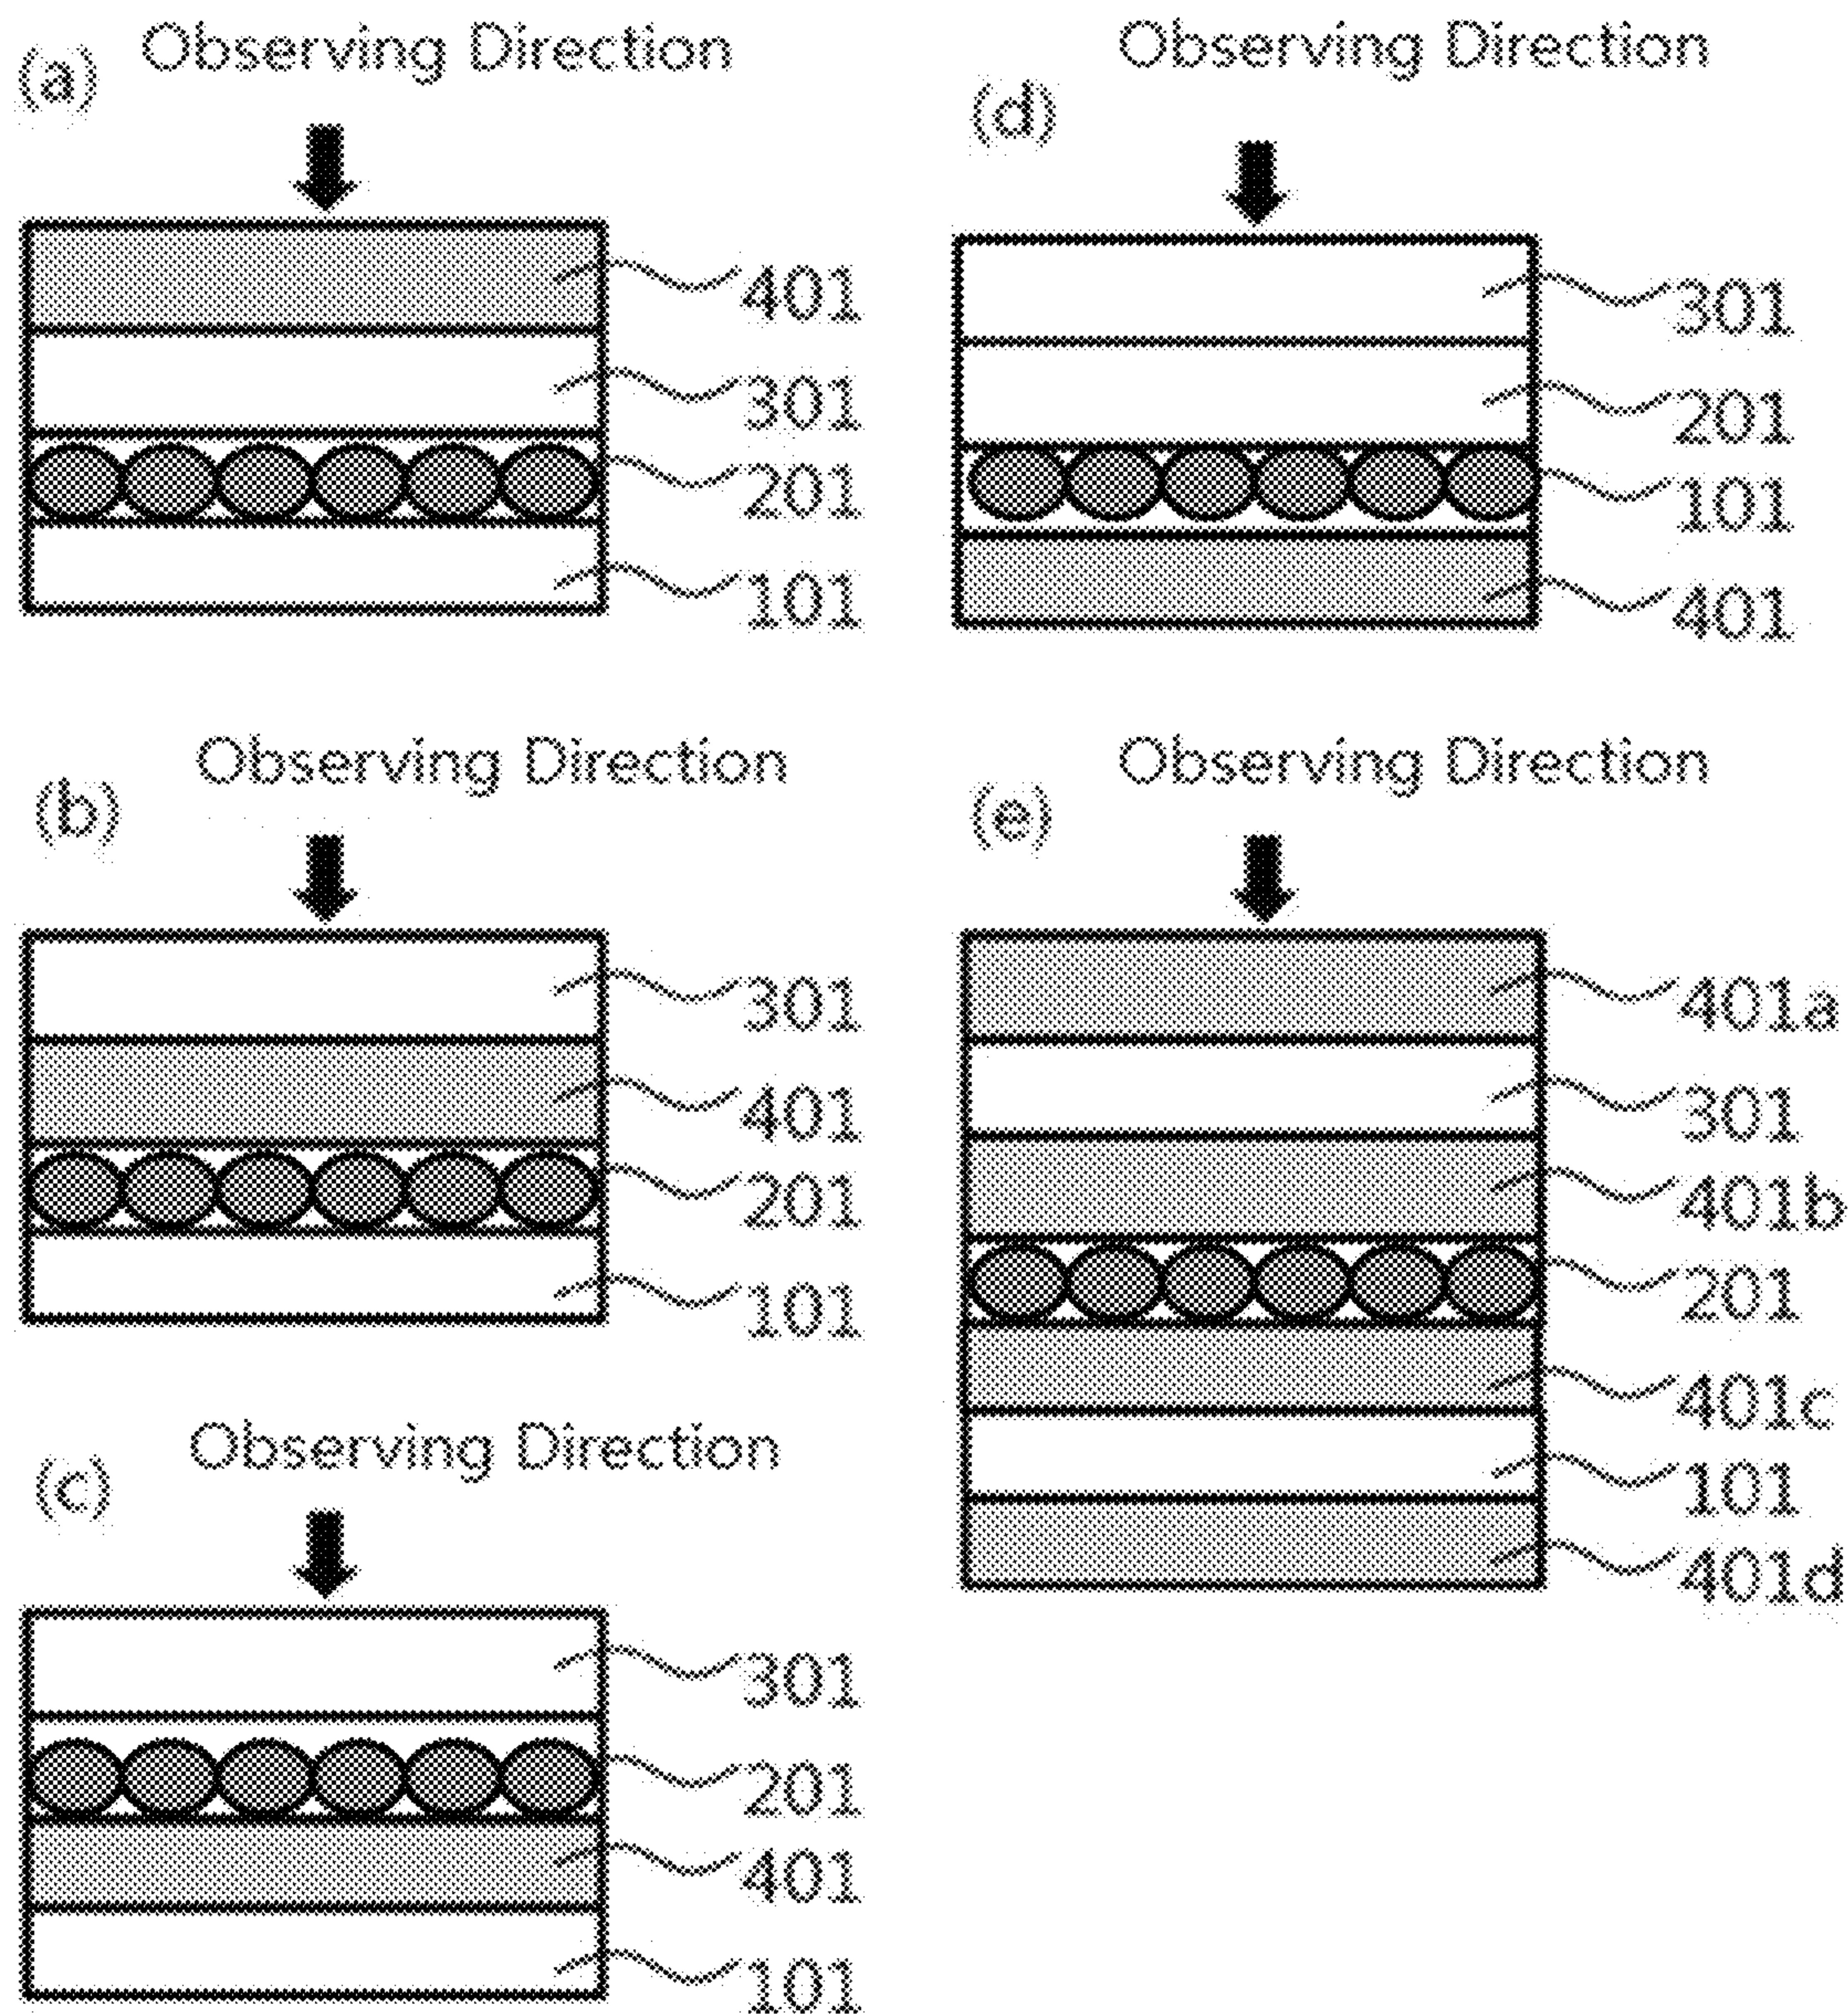 (a)
Observing Direction
401
301
201
101
(b)
Observing Direction
301
401
201
101
(c)
Observing Direction
301
201
401
101
(d)
Observing Direction
301
201
101
401
(e)
Observing Direction
401a
301
401b
201
401c
101
401d